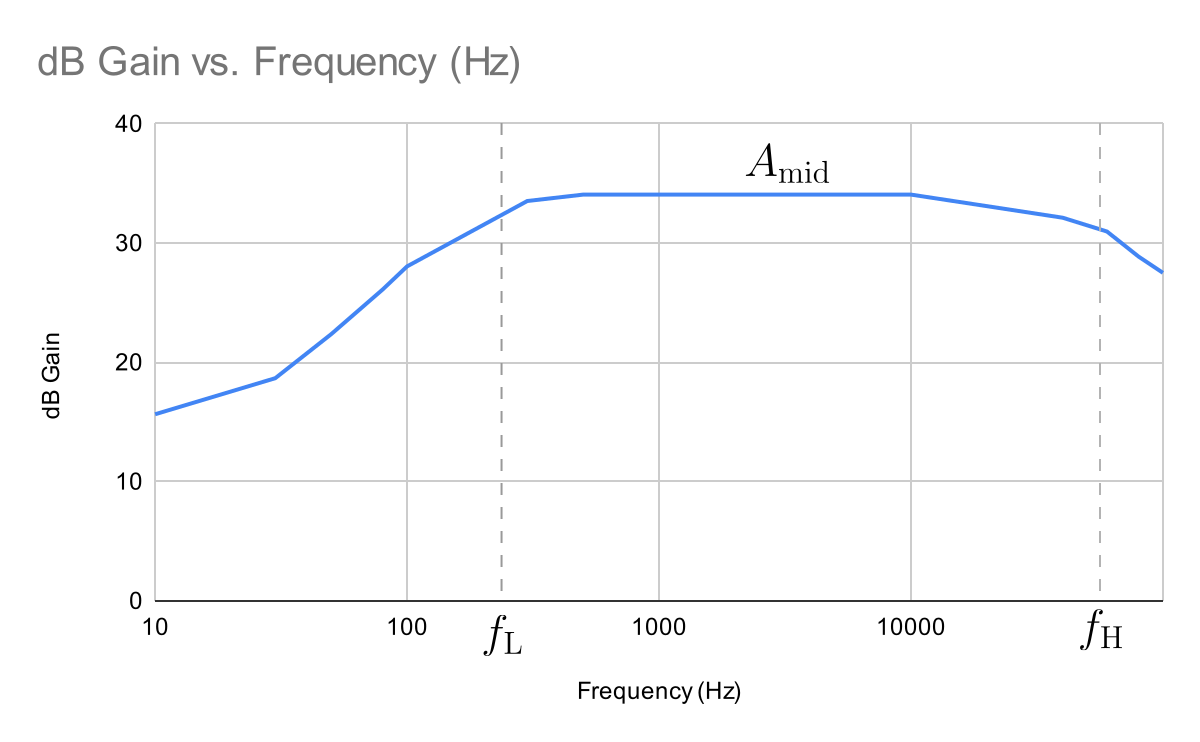 dB Gain vs. Frequency (Hz)
40
A_mid
30
20
dB Gain
10
0
10 100 f_L 1000 10000 f_H
Frequency (Hz)